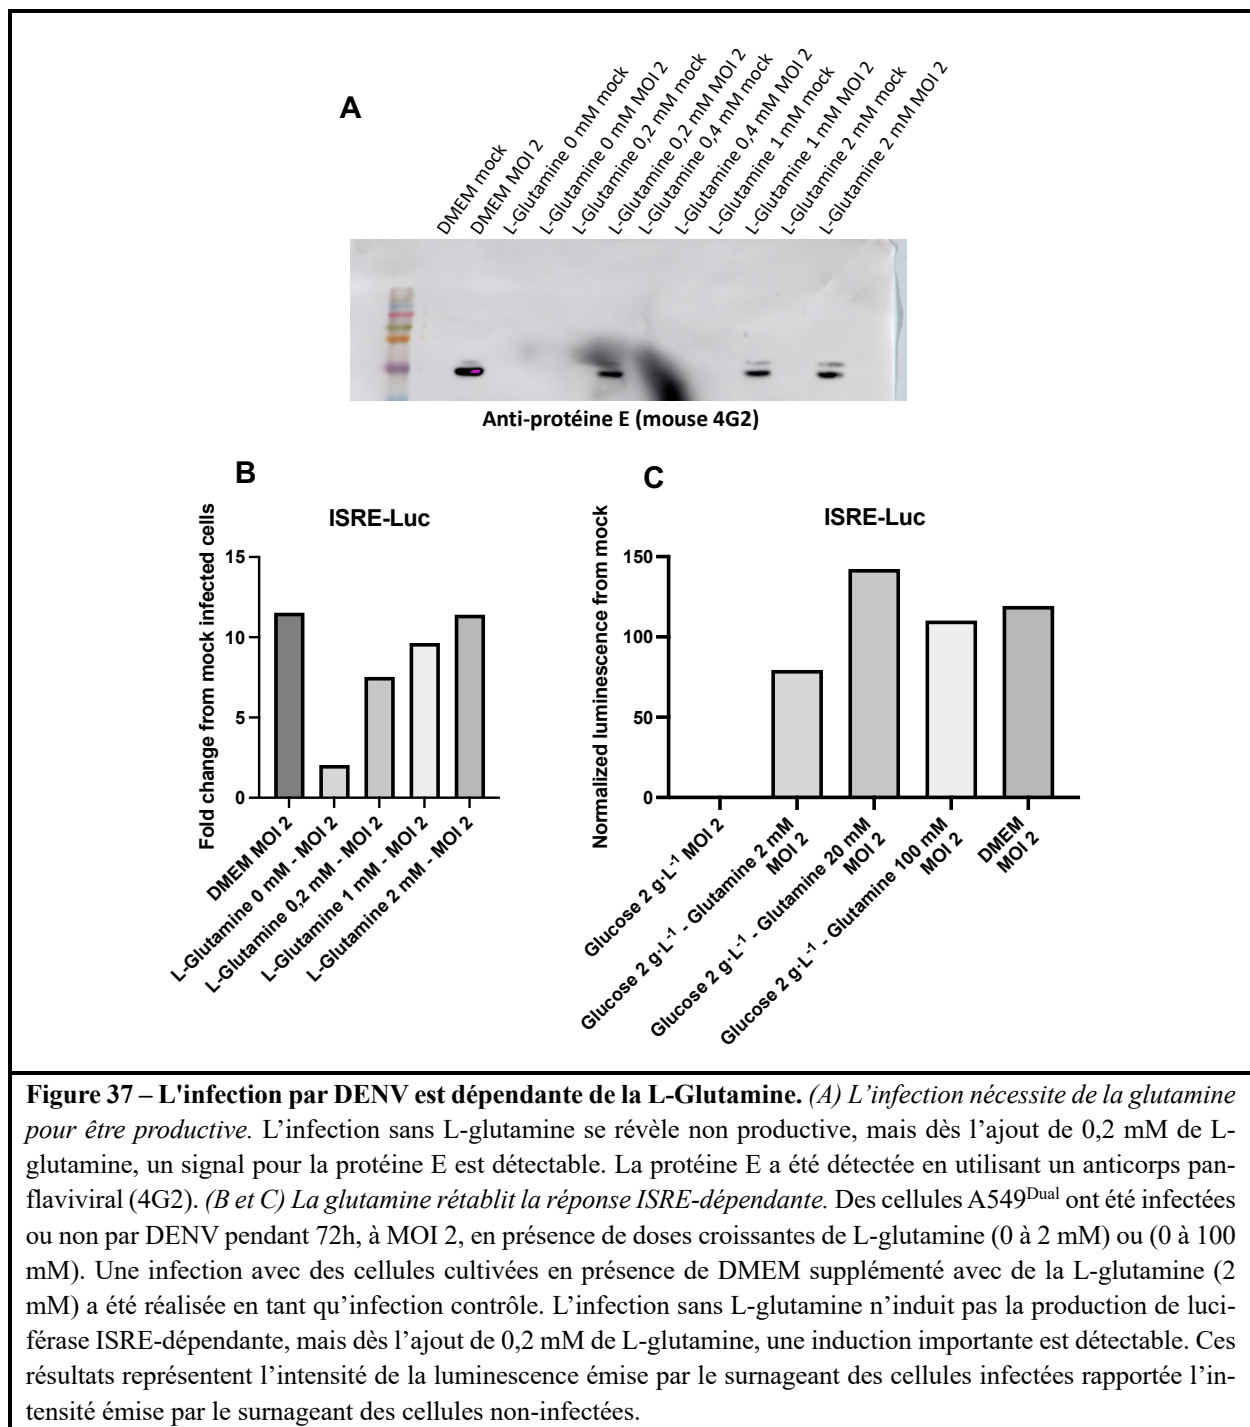 A
DMEM mock
DMEM MOI 2
L-Glutamine 0 mM mock
L-Glutamine 0 mM MOI 2
L-Glutamine 0,2 mM mock
L-Glutamine 0,2 mM MOI 2
L-Glutamine 0,4 mM mock
L-Glutamine 0,4 mM MOI 2
L-Glutamine 1 mM mock
L-Glutamine 1 mM MOI 2
L-Glutamine 2 mM mock
L-Glutamine 2 mM MOI 2
Anti-protéine E (mouse 4G2)
B
ISRE-Luc
Fold change from mock infected cells
15
10
5
0
DMEM MOI 2
L-Glutamine 0 mM - MOI 2
L-Glutamine 0,2 mM - MOI 2
L-Glutamine 1 mM - MOI 2
L-Glutamine 2 mM - MOI 2
C
ISRE-Luc
Normalized luminescence from mock
150
100
50
0
Glucose 2 g·L⁻¹ MOI 2
Glucose 2 g·L⁻¹ - Glutamine 2 mM
MOI 2
Glucose 2 g·L⁻¹ - Glutamine 20 mM
MOI 2
Glucose 2 g·L⁻¹ - Glutamine 100 mM
MOI 2
DMEM
MOI 2
Figure 37 – L'infection par DENV est dépendante de la L-Glutamine. (A) L’infection nécessite de la glutamine
pour être productive. L’infection sans L-glutamine se révèle non productive, mais dès l’ajout de 0,2 mM de L-
glutamine, un signal pour la protéine E est détectable. La protéine E a été détectée en utilisant un anticorps pan-
flaviviral (4G2). (B et C) La glutamine rétablit la réponse ISRE-dépendante. Des cellules A549ᴰᵘᵃˡ ont été infectées
ou non par DENV pendant 72h, à MOI 2, en présence de doses croissantes de L-glutamine (0 à 2 mM) ou (0 à 100
mM). Une infection avec des cellules cultivées en présence de DMEM supplémenté avec de la L-glutamine (2
mM) a été réalisée en tant qu’infection contrôle. L’infection sans L-glutamine n’induit pas la production de luci-
férase ISRE-dépendante, mais dès l’ajout de 0,2 mM de L-glutamine, une induction importante est détectable. Ces
résultats représentent l’intensité de la luminescence émise par le surnageant des cellules infectées rapportée l’in-
tensité émise par le surnageant des cellules non-infectées.